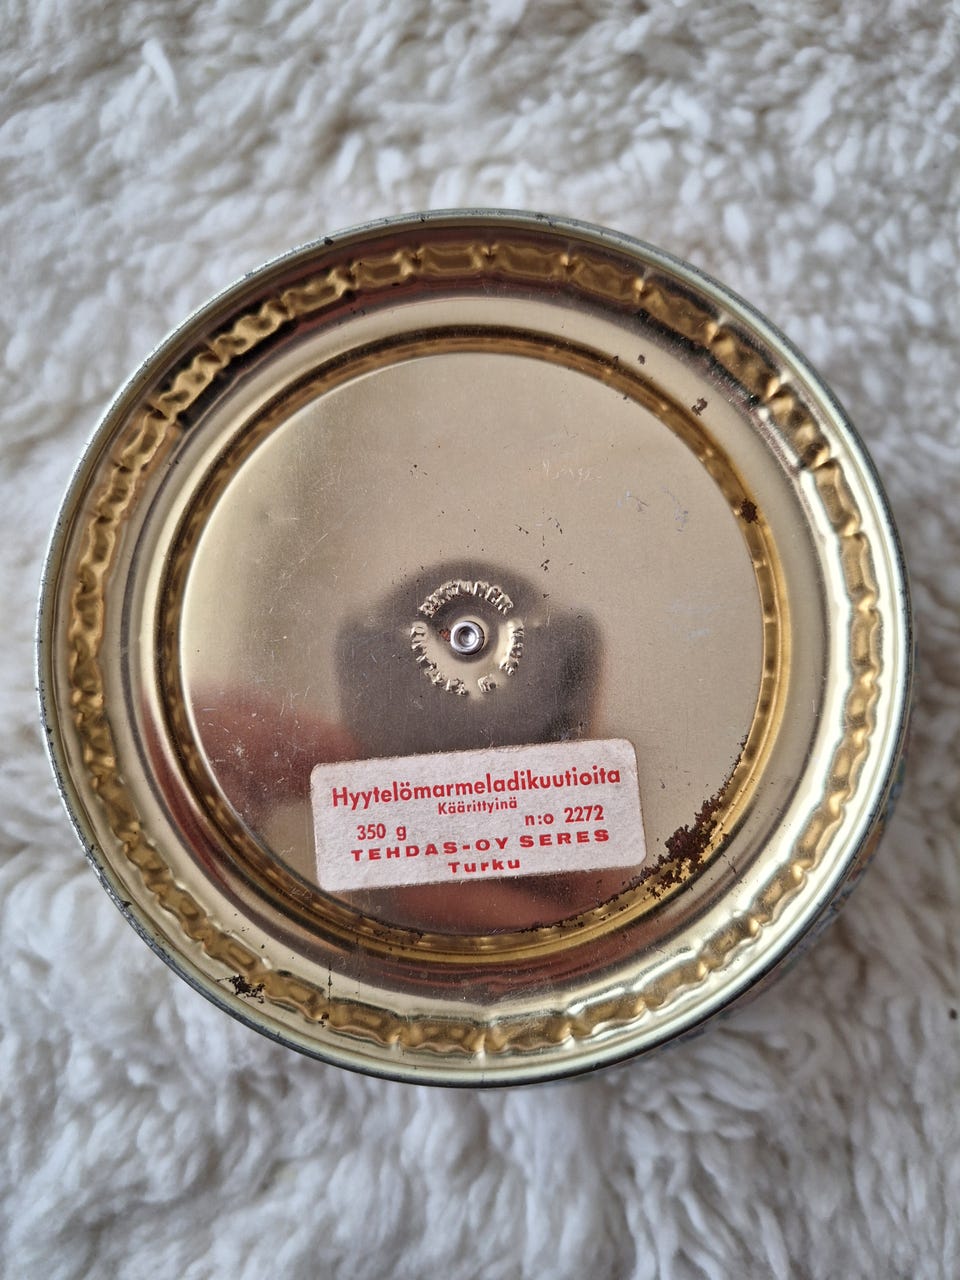 Hyytelömarmeladikuutioita
Käärittyinä
350 g n:o 2272
TEHDAS-OY SERES
Turku